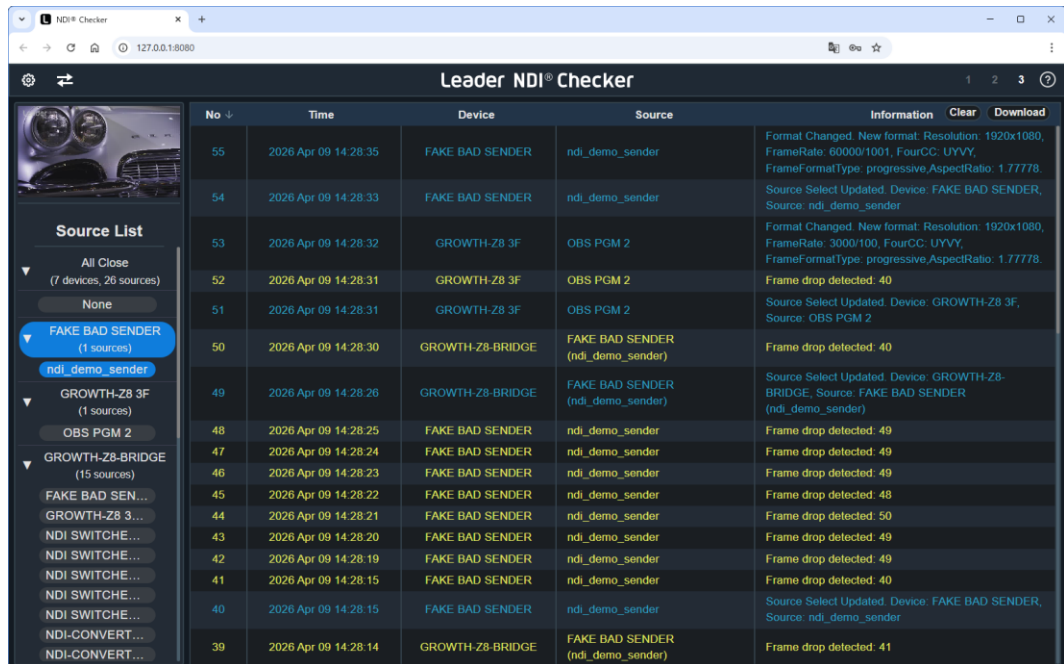 NDI® Checker
127.0.0.1:8080
Leader NDI® Checker
1 2 3 ?
Source List
All Close
(7 devices, 26 sources)
None
FAKE BAD SENDER
(1 sources)
ndi_demo_sender
GROWTH-Z8 3F
(1 sources)
OBS PGM 2
GROWTH-Z8-BRIDGE
(15 sources)
FAKE BAD SEN...
GROWTH-Z8 3...
NDI SWITCHE...
NDI SWITCHE...
NDI SWITCHE...
NDI SWITCHE...
NDI SWITCHE...
NDI-CONVERT...
NDI-CONVERT...
No ↓ Time Device Source Information Clear Download
55 2026 Apr 09 14:28:35 FAKE BAD SENDER ndi_demo_sender Format Changed. New format: Resolution: 1920x1080,
FrameRate: 60000/1001, FourCC: UYVY,
FrameFormatType: progressive,AspectRatio: 1.77778.
54 2026 Apr 09 14:28:33 FAKE BAD SENDER ndi_demo_sender Source Select Updated. Device: FAKE BAD SENDER,
Source: ndi_demo_sender
53 2026 Apr 09 14:28:32 GROWTH-Z8 3F OBS PGM 2 Format Changed. New format: Resolution: 1920x1080,
FrameRate: 3000/100, FourCC: UYVY,
FrameFormatType: progressive,AspectRatio: 1.77778.
52 2026 Apr 09 14:28:31 GROWTH-Z8 3F OBS PGM 2 Frame drop detected: 40
51 2026 Apr 09 14:28:31 GROWTH-Z8 3F OBS PGM 2 Source Select Updated. Device: GROWTH-Z8 3F,
Source: OBS PGM 2
50 2026 Apr 09 14:28:30 GROWTH-Z8-BRIDGE FAKE BAD SENDER
(ndi_demo_sender) Frame drop detected: 40
49 2026 Apr 09 14:28:26 GROWTH-Z8-BRIDGE FAKE BAD SENDER
(ndi_demo_sender) Source Select Updated. Device: GROWTH-Z8-
BRIDGE, Source: FAKE BAD SENDER
(ndi_demo_sender)
48 2026 Apr 09 14:28:25 FAKE BAD SENDER ndi_demo_sender Frame drop detected: 49
47 2026 Apr 09 14:28:24 FAKE BAD SENDER ndi_demo_sender Frame drop detected: 49
46 2026 Apr 09 14:28:23 FAKE BAD SENDER ndi_demo_sender Frame drop detected: 49
45 2026 Apr 09 14:28:22 FAKE BAD SENDER ndi_demo_sender Frame drop detected: 48
44 2026 Apr 09 14:28:21 FAKE BAD SENDER ndi_demo_sender Frame drop detected: 50
43 2026 Apr 09 14:28:20 FAKE BAD SENDER ndi_demo_sender Frame drop detected: 49
42 2026 Apr 09 14:28:19 FAKE BAD SENDER ndi_demo_sender Frame drop detected: 49
41 2026 Apr 09 14:28:15 FAKE BAD SENDER ndi_demo_sender Frame drop detected: 40
40 2026 Apr 09 14:28:15 FAKE BAD SENDER ndi_demo_sender Source Select Updated. Device: FAKE BAD SENDER,
Source: ndi_demo_sender
39 2026 Apr 09 14:28:14 GROWTH-Z8-BRIDGE FAKE BAD SENDER
(ndi_demo_sender) Frame drop detected: 41